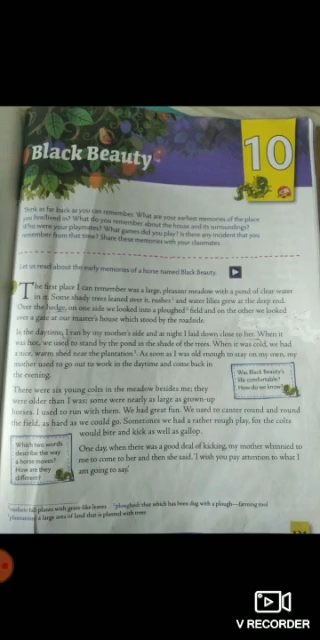 Black Beauty
10
Think as far back as you can remember. What are your earliest memories of the place
you lived/lived in? What do you remember about the house and its surroundings?
Who were your playmates? What games did you play? Is there any incident that you
remember from that time? Share these memories with your classmates.
Let us read about the early memories of a horse named Black Beauty.
The first place I can remember was a large, pleasant meadow with a pond of clear water
in it. Some shady trees leaned over it, rushes¹ and water lilies grew at the deep end.
Over the hedge, on one side we looked into a ploughed² field and on the other we looked
over a gate at our master's house which stood by the roadside.
In the daytime, I ran by my mother's side and at night I laid down close to her. When it
was hot, we used to stand by the pond in the shade of the trees. When it was cold, we had
a nice, warm shed near the plantation³. As soon as I was old enough to stay on my own, my
mother used to go out to work in the daytime and come back in
the evening.
Was Black Beauty's
life comfortable?
How do we know?
There were six young colts in the meadow besides me; they
were older than I was; some were nearly as large as grown-up
horses. I used to run with them. We had great fun. We used to canter round and round
the field, as hard as we could go. Sometimes we had a rather rough play, for the colts
would bite and kick as well as gallop.
Which two words
describe the way
a horse moves?
How are they
different?
One day, when there was a good deal of kicking, my mother whinnied to
me to come to her and then she said, 'I wish you pay attention to what I
am going to say.'
¹rushes: tall plants with grass-like leaves ²ploughed: that which has been dug with a plough—farming tool
³plantation: a large area of land that is planted with trees
V RECORDER